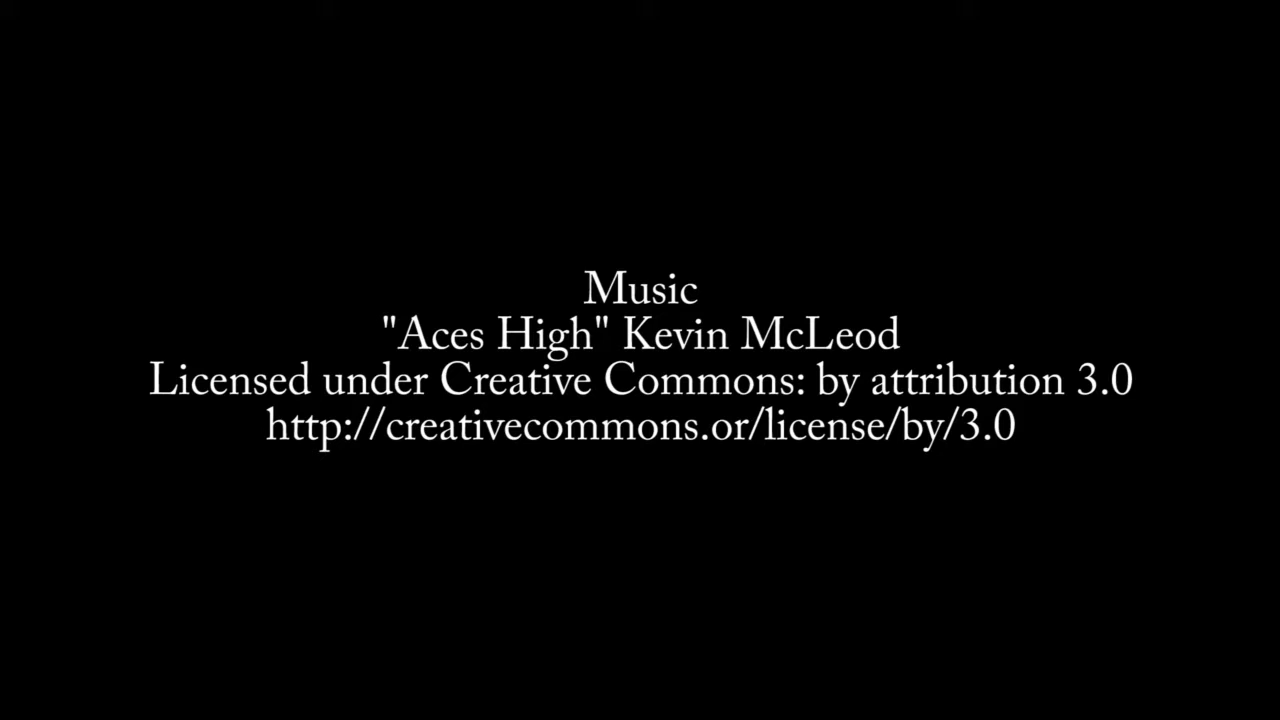 Music
"Aces High" Kevin McLeod
Licensed under Creative Commons: by attribution 3.0
http://creativecommons.or/license/by/3.0